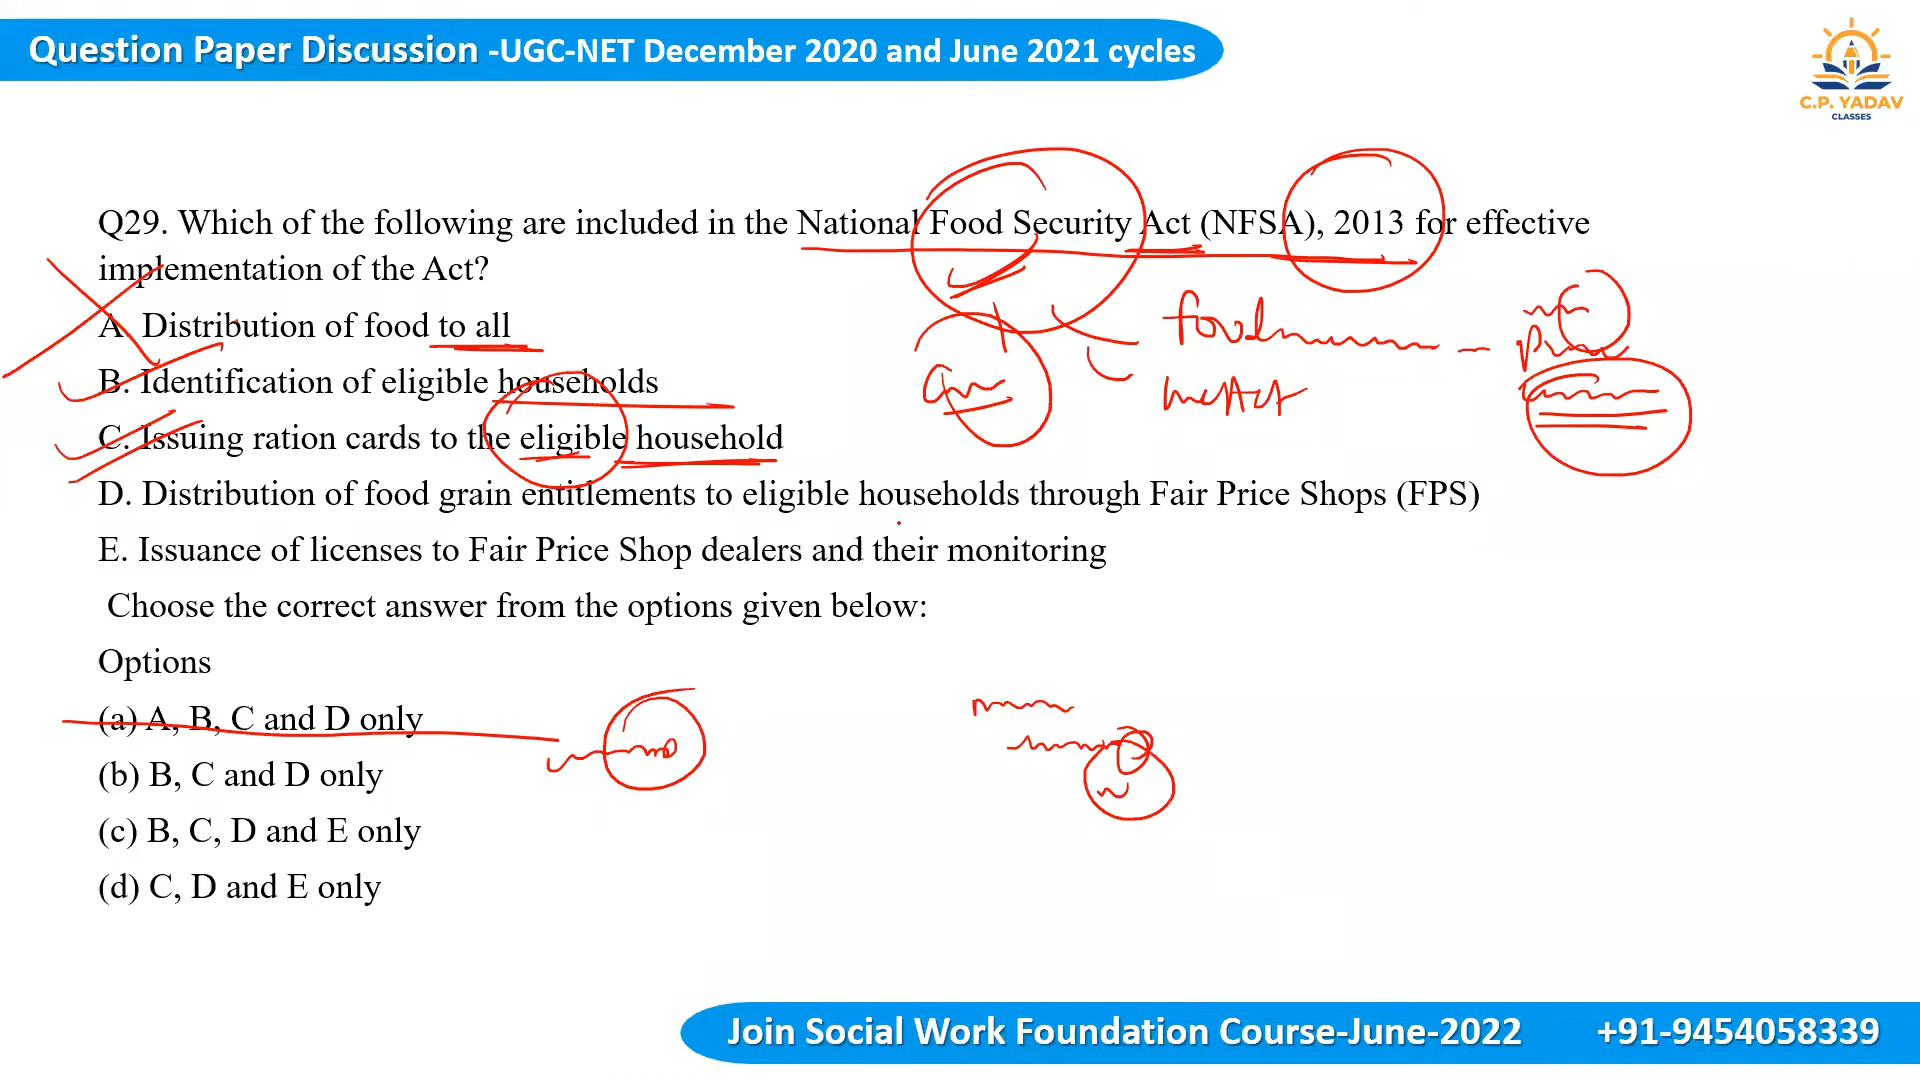 Question Paper Discussion -UGC-NET December 2020 and June 2021 cycles
C.P. YADAV
CLASSES
Q29. Which of the following are included in the National Food Security Act (NFSA), 2013 for effective
implementation of the Act?
A. Distribution of food to all
B. Identification of eligible households
C. Issuing ration cards to the eligible household
D. Distribution of food grain entitlements to eligible households through Fair Price Shops (FPS)
E. Issuance of licenses to Fair Price Shop dealers and their monitoring
Choose the correct answer from the options given below:
Options
(a) A, B, C and D only
(b) B, C and D only
(c) B, C, D and E only
(d) C, D and E only
Join Social Work Foundation Course-June-2022 +91-9454058339